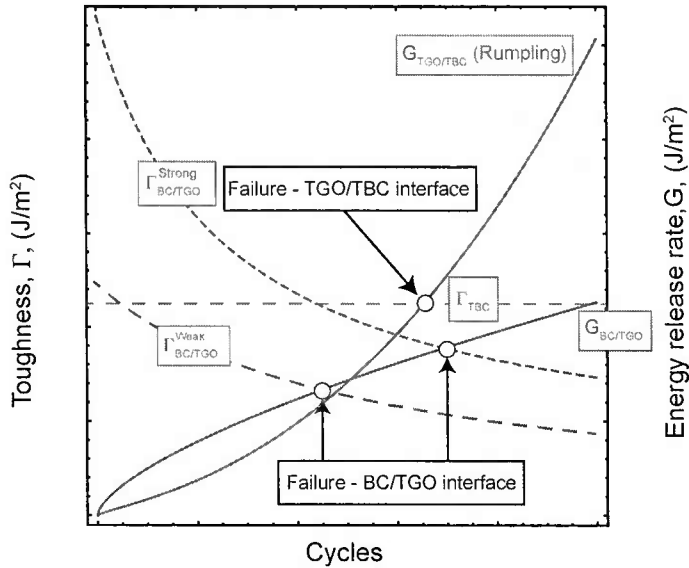 G_TGO/TBC (Rumpling)
Γ^Strong_BC/TGO
Failure - TGO/TBC interface
Γ_TBC
G_BC/TGO
Γ^Weak_BC/TGO
Failure - BC/TGO interface
Cycles
Toughness, Γ, (J/m²)
Energy release rate,G, (J/m²)